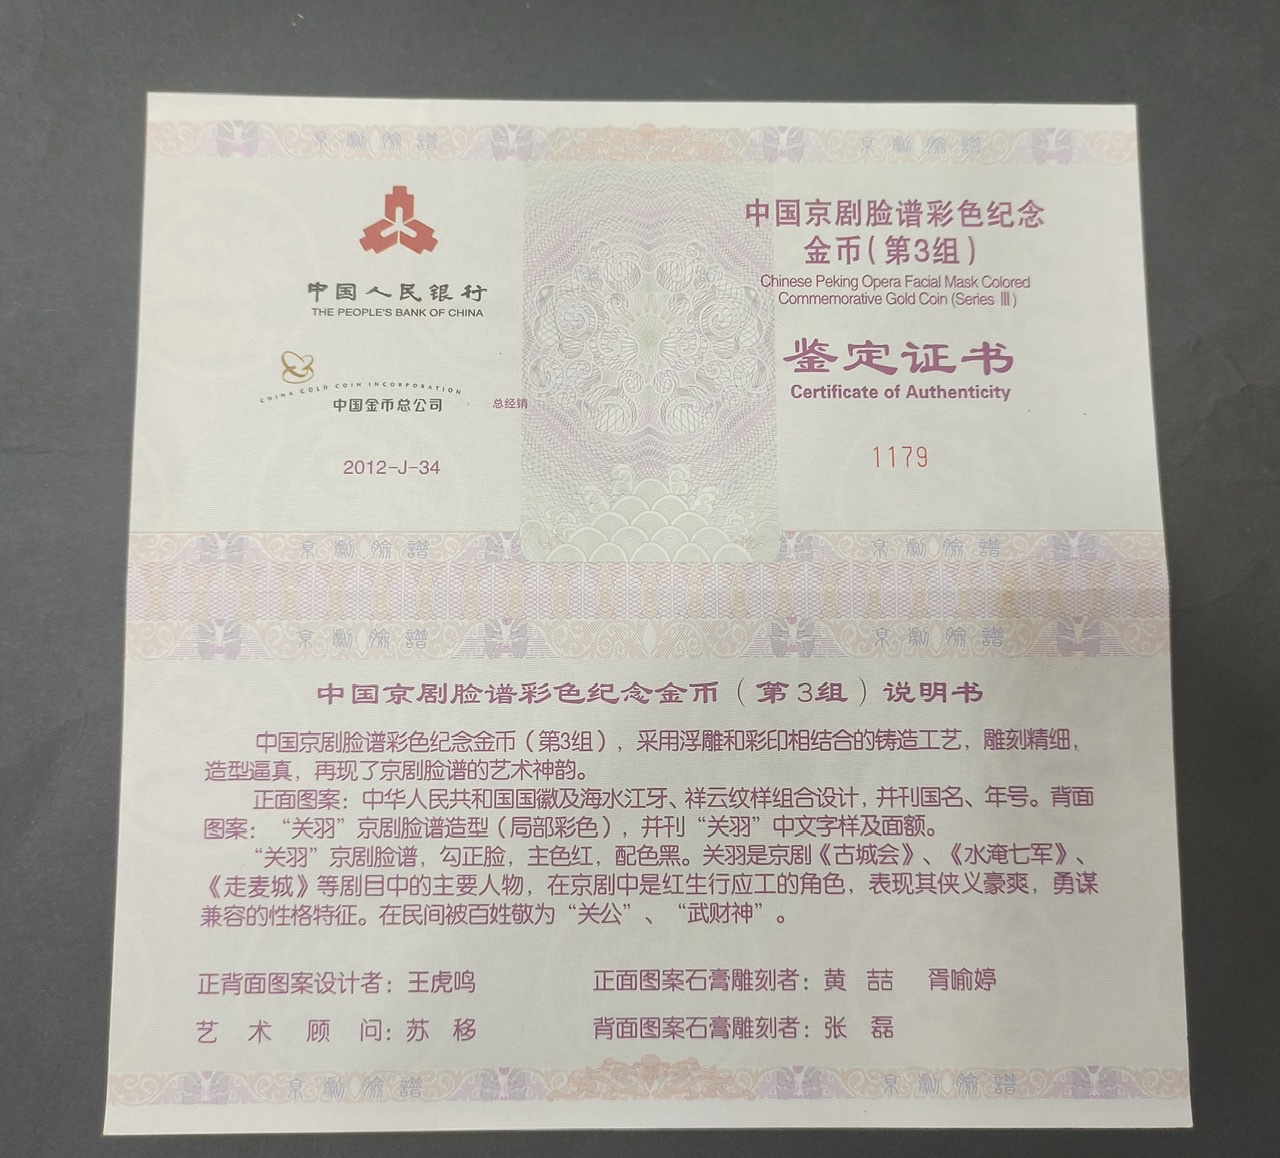 京劇臉譜
京劇臉譜
中国人民银行
THE PEOPLE'S BANK OF CHINA
CHINA GOLD COIN INCORPORATION
中国金币总公司
总经销
2012-J-34
中国京剧脸谱彩色纪念
金币(第3组)
Chinese Peking Opera Facial Mask Colored
Commemorative Gold Coin (Series Ⅲ)
鉴定证书
Certificate of Authenticity
1179
京劇臉譜
京劇臉譜
京劇臉譜
京劇臉譜
中国京剧脸谱彩色纪念金币(第3组)说明书
中国京剧脸谱彩色纪念金币(第3组)，采用浮雕和彩印相结合的铸造工艺，雕刻精细，
造型逼真，再现了京剧脸谱的艺术神韵。
正面图案：中华人民共和国国徽及海水江牙、祥云纹样组合设计，并刊国名、年号。背面
图案：“关羽”京剧脸谱造型(局部彩色)，并刊“关羽”中文字样及面额。
“关羽”京剧脸谱，勾正脸，主色红，配色黑。关羽是京剧《古城会》、《水淹七军》、
《走麦城》等剧目中的主要人物，在京剧中是红生行应工的角色，表现其侠义豪爽，勇谋
兼容的性格特征。在民间被百姓敬为“关公”、“武财神”。
正背面图案设计者：王虎鸣
正面图案石膏雕刻者：黄喆 胥喻婷
艺术顾问：苏移
背面图案石膏雕刻者：张磊
京劇臉譜
京劇臉譜